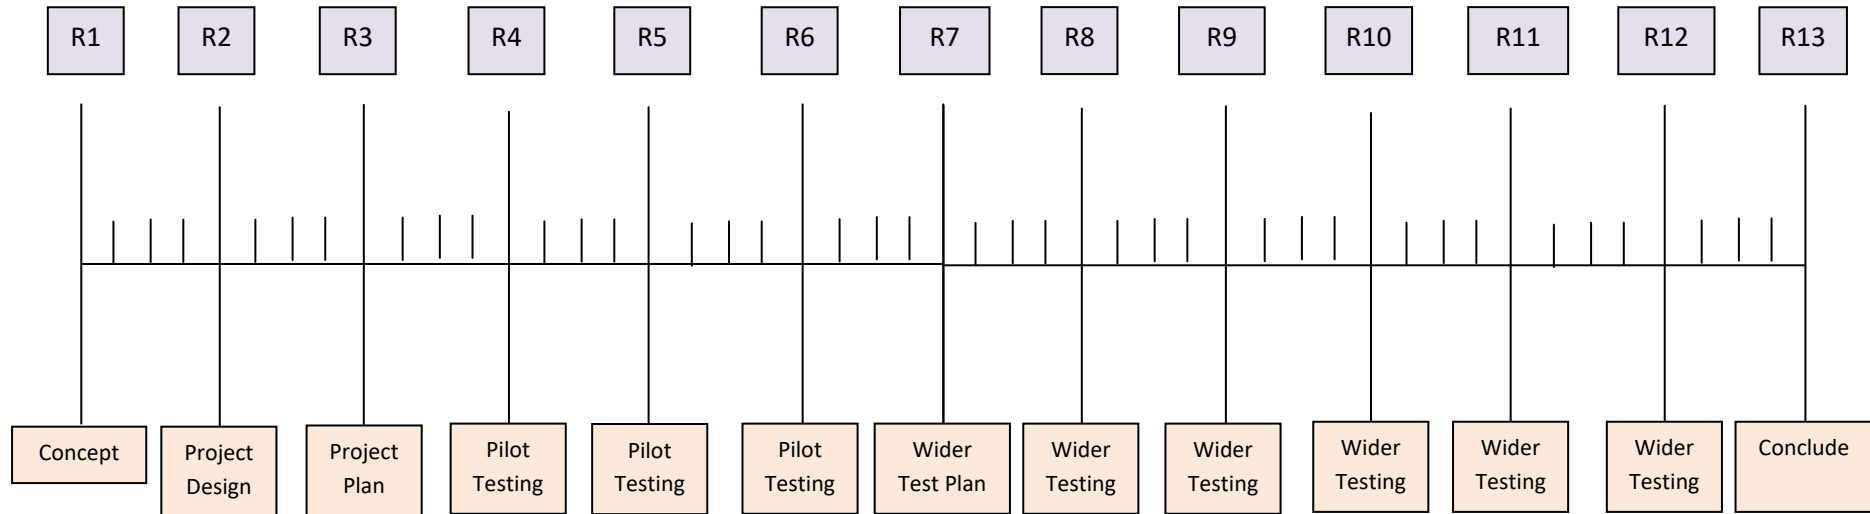 R1
R2
R3
R4
R5
R6
R7
R8
R9
R10
R11
R12
R13
Concept
Project
Design
Project
Plan
Pilot
Testing
Pilot
Testing
Pilot
Testing
Wider
Test Plan
Wider
Testing
Wider
Testing
Wider
Testing
Wider
Testing
Wider
Testing
Conclude